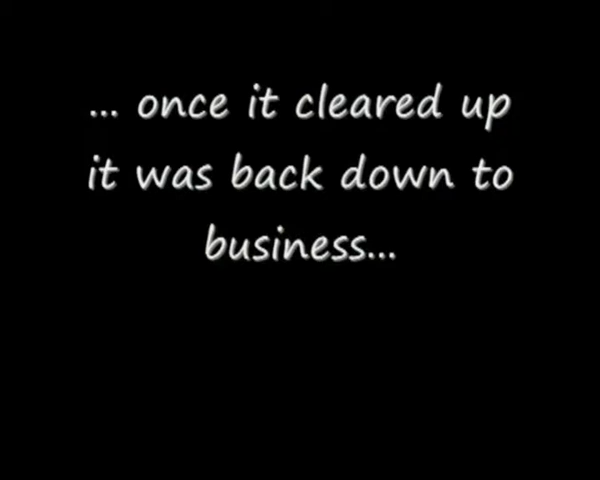 ... once it cleared up
it was back down to
business...